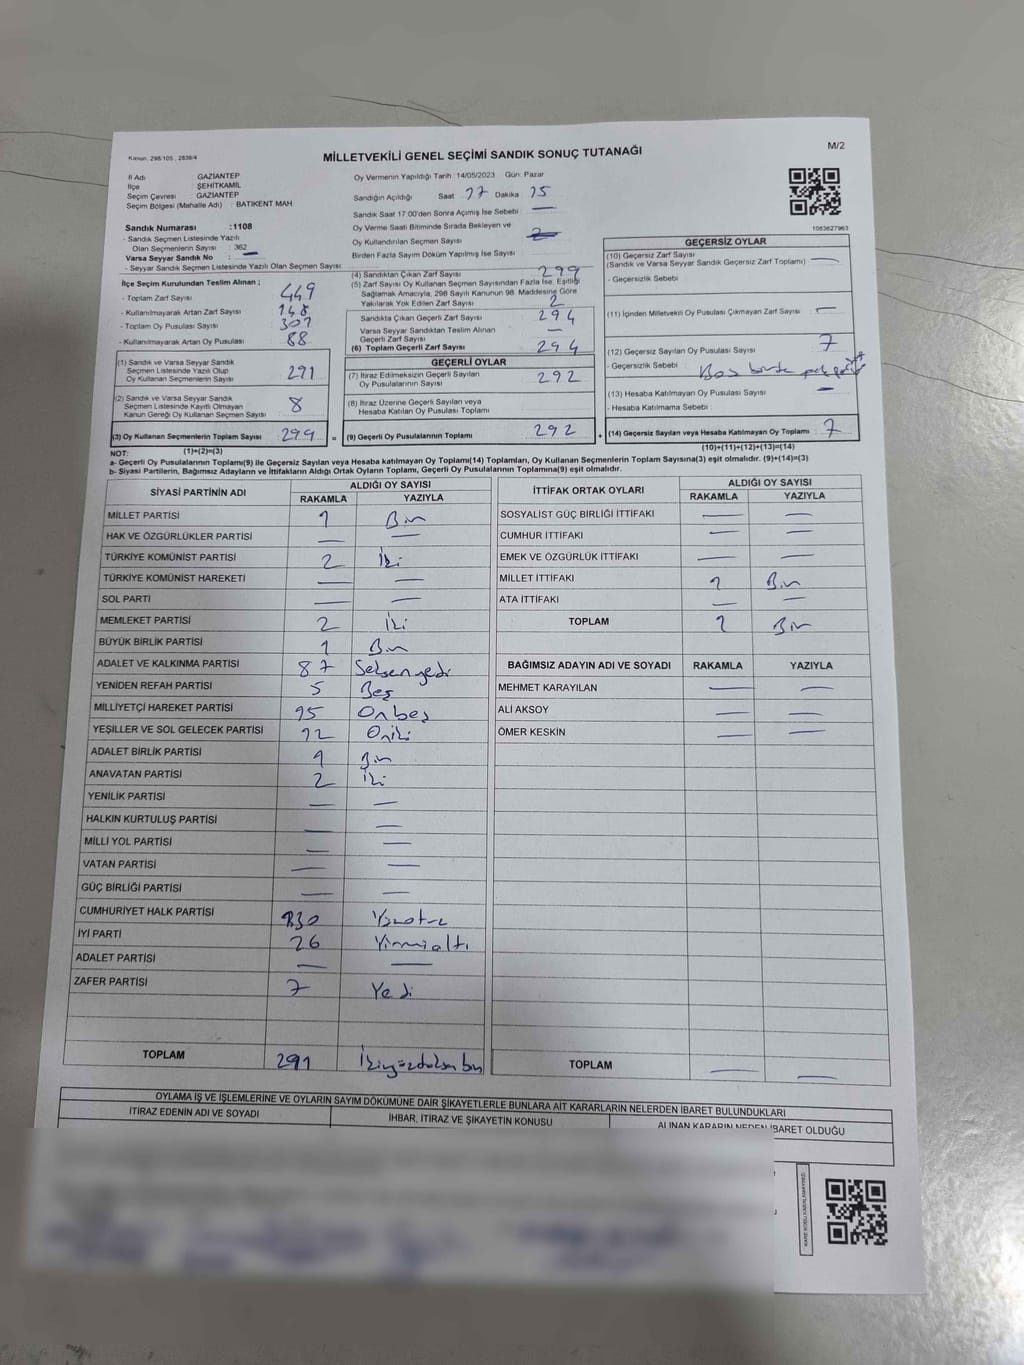 Kanun: 298/105, 2839/4
MİLLETVEKİLİ GENEL SEÇİMİ SANDIK SONUÇ TUTANAĞI
M/2
İl Adı GAZİANTEP
İlçe ŞEHİTKAMİL
Seçim Çevresi GAZİANTEP
Seçim Bölgesi (Mahalle Adı) : BATIKENT MAH
Sandık Numarası :1108
- Sandık Seçmen Listesinde Yazılı
Olan Seçmenlerin Sayısı : 362
Varsa Seyyar Sandık No : —
- Seyyar Sandık Seçmen Listesinde Yazılı Olan Seçmen Sayısı
Oy Vermenin Yapıldığı Tarih :14/05/2023 Gün: Pazar
Sandığın Açıldığı Saat 17 Dakika 15
Sandık Saat 17:00'den Sonra Açımış İse Sebebi : —
Oy Verme Saati Bitiminde Sırada Bekleyen ve
Oy Kullandırılan Seçmen Sayısı
Birden Fazla Sayım Döküm Yapılmış İse Sayısı
1063627963
İlçe Seçim Kurulundan Teslim Alınan ;
- Toplam Zarf Sayısı : 449
- Kullanılmayarak Artan Zarf Sayısı : 148
- Toplam Oy Pusulası Sayısı : 301
- Kullanılmayarak Artan Oy Pusulası : 88
(1) Sandık ve Varsa Seyyar Sandık
Seçmen Listesinde Yazılı Olup
Oy Kullanan Seçmenlerin Sayısı 291
(2) Sandık ve Varsa Seyyar Sandık
Seçmen Listesinde Kayıtlı Olmayan
Kanun Gereği Oy Kullanan Seçmen Sayısı 8
(3) Oy Kullanan Seçmenlerin Toplam Sayısı 299
(4) Sandıktan Çıkan Zarf Sayısı 299
(5) Zarf Sayısı Oy Kullanan Seçmen Sayısından Fazla İse, Eşitliği
Sağlamak Amacıyla, 298 Sayılı Kanunun 98. Maddesine Göre
Yakılarak Yok Edilen Zarf Sayısı 2
Sandıkta Çıkan Geçerli Zarf Sayısı 294
Varsa Seyyar Sandıktan Teslim Alınan
Geçerli Zarf Sayısı —
(6) Toplam Geçerli Zarf Sayısı 294
GEÇERLİ OYLAR
(7) İtiraz Edilmeksizin Geçerli Sayılan
Oy Pusulalarının Sayısı 292
(8) İtiraz Üzerine Geçerli Sayılan veya
Hesaba Katılan Oy Pusulası Toplamı
= (9) Geçerli Oy Pusulalarının Toplamı 292
GEÇERSİZ OYLAR
(10) Geçersiz Zarf Sayısı
(Sandık ve Varsa Seyyar Sandık Geçersiz Zarf Toplamı) —
- Geçersizlik Sebebi
(11) İçinden Milletvekili Oy Pusulası Çıkmayan Zarf Sayısı —
(12) Geçersiz Sayılan Oy Pusulası Sayısı 7
- Geçersizlik Sebebi
(13) Hesaba Katılmayan Oy Pusulası Sayısı —
- Hesaba Katılmama Sebebi
+ (14) Geçersiz Sayılan veya Hesaba Katılmayan Oy Toplamı 7
NOT: (1)+(2)=(3)
(10)+(11)+(12)+(13)=(14)
a- Geçerli Oy Pusulalarının Toplamı(9) ile Geçersiz Sayılan veya Hesaba katılmayan Oy Toplamı(14) Toplamları, Oy Kullanan Seçmenlerin Toplam Sayısına(3) eşit olmalıdır. (9)+(14)=(3)
b- Siyasi Partilerin, Bağımsız Adayların ve İttifakların Aldığı Ortak Oyların Toplamı, Geçerli Oy Pusulalarının Toplamına(9) eşit olmalıdır.
SİYASİ PARTİNİN ADI ALDIĞI OY SAYISI
RAKAMLA YAZIYLA
MİLLET PARTİSİ 1 Bir
HAK VE ÖZGÜRLÜKLER PARTİSİ — —
TÜRKİYE KOMÜNİST PARTİSİ 2 İki
TÜRKİYE KOMÜNİST HAREKETİ — —
SOL PARTİ — —
MEMLEKET PARTİSİ 2 İki
BÜYÜK BİRLİK PARTİSİ 1 Bir
ADALET VE KALKINMA PARTİSİ 87 Seksenyedi
YENİDEN REFAH PARTİSİ 5 Beş
MİLLİYETÇİ HAREKET PARTİSİ 15 Onbeş
YEŞİLLER VE SOL GELECEK PARTİSİ 12 Oniki
ADALET BİRLİK PARTİSİ 1 Bir
ANAVATAN PARTİSİ 2 İki
YENİLİK PARTİSİ — —
HALKIN KURTULUŞ PARTİSİ — —
MİLLİ YOL PARTİSİ — —
VATAN PARTİSİ — —
GÜÇ BİRLİĞİ PARTİSİ — —
CUMHURİYET HALK PARTİSİ 130 Yüzotuz
İYİ PARTİ 26 Yirmialtı
ADALET PARTİSİ — —
ZAFER PARTİSİ 7 Yedi
TOPLAM 291 İkiyüzdoksanbir
İTTİFAK ORTAK OYLARI ALDIĞI OY SAYISI
RAKAMLA YAZIYLA
SOSYALİST GÜÇ BİRLİĞİ İTTİFAKI — —
CUMHUR İTTİFAKI — —
EMEK VE ÖZGÜRLÜK İTTİFAKI — —
MİLLET İTTİFAKI 1 Bir
ATA İTTİFAKI — —
TOPLAM 1 Bir
BAĞIMSIZ ADAYIN ADI VE SOYADI RAKAMLA YAZIYLA
MEHMET KARAYILAN — —
ALİ AKSOY — —
ÖMER KESKİN — —
TOPLAM — —
OYLAMA İŞ VE İŞLEMLERİNE VE OYLARIN SAYIM DÖKÜMÜNE DAİR ŞİKAYETLERLE BUNLARA AİT KARARLARIN NELERDEN İBARET BULUNDUKLARI
İTİRAZ EDENİN ADI VE SOYADI
İHBAR, İTİRAZ VE ŞİKAYETİN KONUSU
ALINAN KARARIN NEDEN İBARET OLDUĞU